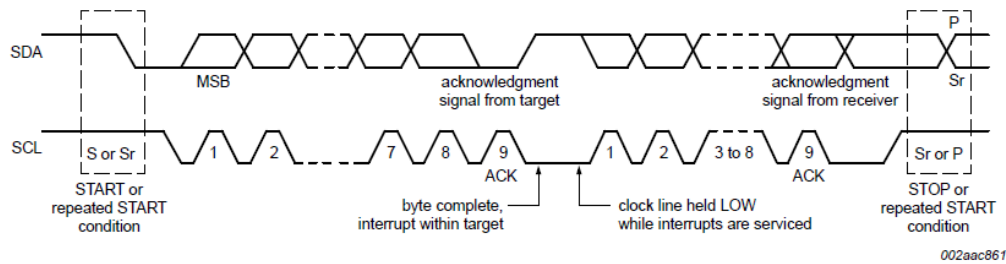 SDA
MSB
acknowledgment
signal from target
acknowledgment
signal from receiver
P
Sr
SCL
S or Sr
1
2
7
8
9
1
2
3 to 8
9
Sr or P
ACK
ACK
START or
repeated START
condition
byte complete,
interrupt within target
clock line held LOW
while interrupts are serviced
STOP or
repeated START
condition
002aac861